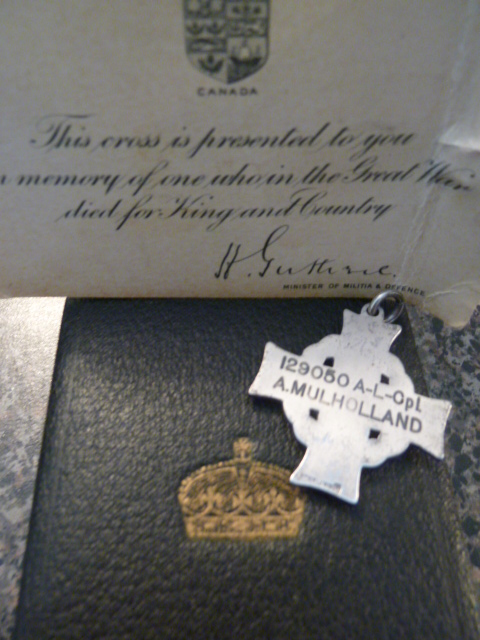 CANADA
This cross is presented to you
memory of one who in the Great War
died for King and Country
H. Guthrie.
MINISTER OF MILITIA & DEFENCE
129050 A-L-Cpl.
A. MULHOLLAND